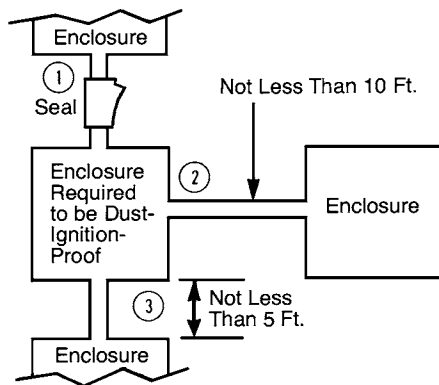 Enclosure
1
Seal
Not Less Than 10 Ft.
Enclosure
Required
to be Dust-
Ignition-
Proof
2
Enclosure
3
Not Less
Than 5 Ft.
Enclosure